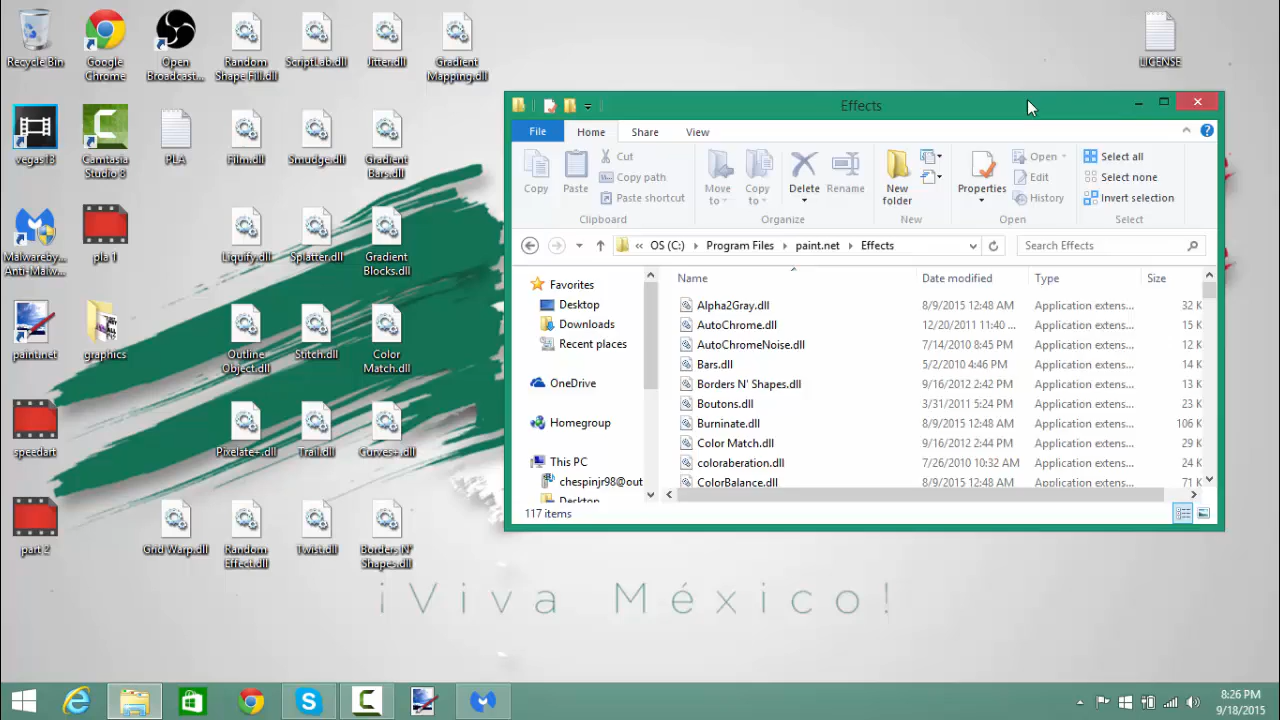 Recycle Bin
Google
Chrome
Open
Broadcast...
Random
Shape Fill.dll
ScriptLab.dll
Jitter.dll
Gradient
Mapping.dll
LICENSE
vegas13
Camtasia
Studio 8
PLA
Film.dll
Smudge.dll
Gradient
Bars.dll
Malwareby...
Anti-Malw...
pla 1
Liquify.dll
Splatter.dll
Gradient
Blocks.dll
paint.net
graphics
Outline
Object.dll
Stitch.dll
Color
Match.dll
speedart
Pixelate+.dll
Trail.dll
Curves+.dll
part 2
Grid Warp.dll
Random
Effect.dll
Twist.dll
Borders N'
Shapes.dll
Effects
File
Home
Share
View
Copy
Paste
Cut
Copy path
Paste shortcut
Clipboard
Move
to
Copy
to
Delete
Rename
Organize
New
folder
New
Properties
Open
Edit
History
Open
Select all
Select none
Invert selection
Select
« OS (C:) Program Files paint.net Effects
Search Effects
Favorites
Desktop
Downloads
Recent places
OneDrive
Homegroup
This PC
chespinjr98@out
Desktop
Name Date modified Type Size
Alpha2Gray.dll 8/9/2015 12:48 AM Application extens... 32 K
AutoChrome.dll 12/20/2011 11:40 ... Application extens... 15 K
AutoChromeNoise.dll 7/14/2010 8:45 PM Application extens... 12 K
Bars.dll 5/2/2010 4:46 PM Application extens... 14 K
Borders N' Shapes.dll 9/16/2012 2:42 PM Application extens... 13 K
Boutons.dll 3/31/2011 5:24 PM Application extens... 23 K
Burninate.dll 8/9/2015 12:48 AM Application extens... 106 K
Color Match.dll 9/16/2012 2:44 PM Application extens... 29 K
coloraberation.dll 7/26/2010 10:32 AM Application extens... 24 K
ColorBalance.dll 8/9/2015 12:48 AM Application extens... 71 K
117 items
¡Viva México!
8:26 PM
9/18/2015